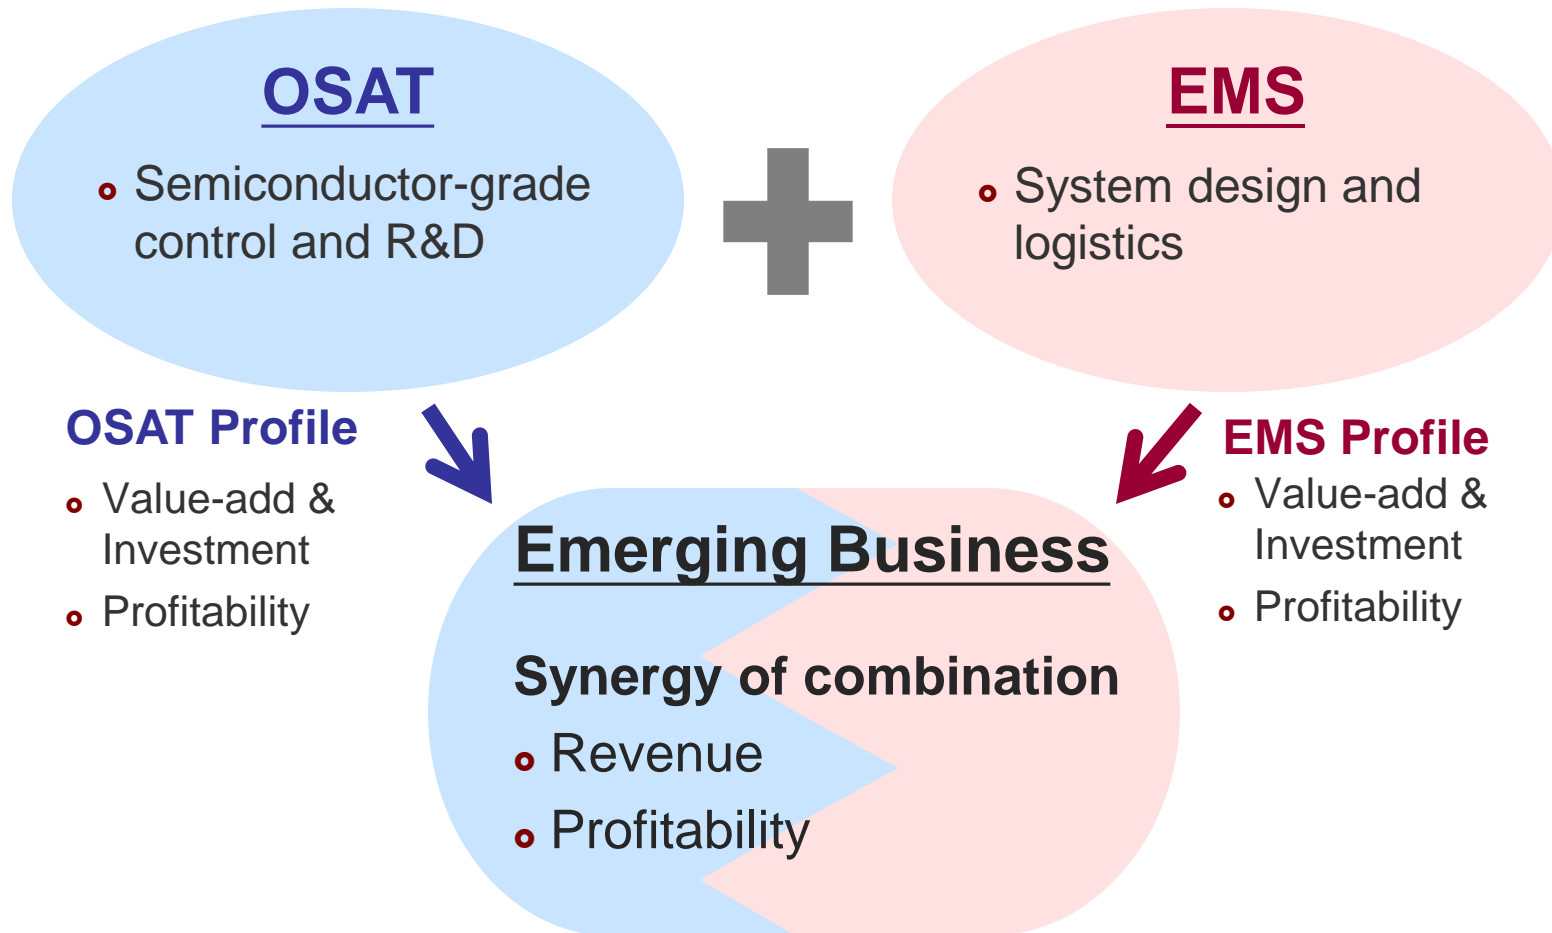 OSAT
Semiconductor-grade
control and R&D
EMS
System design and
logistics
OSAT Profile
Value-add &
Investment
Profitability
EMS Profile
Value-add &
Investment
Profitability
Emerging Business
Synergy of combination
Revenue
Profitability